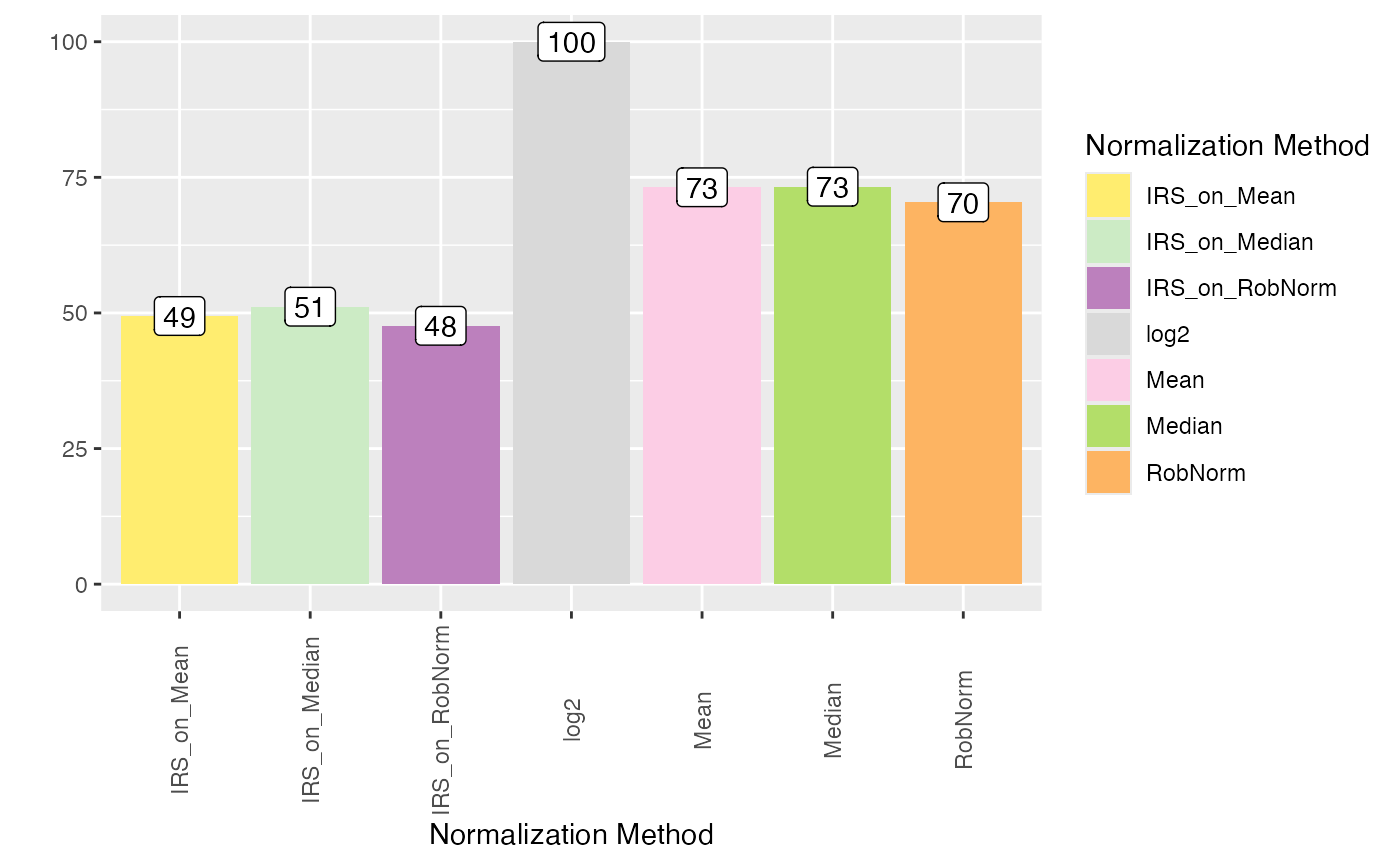 100
75
50
25
0
49
51
48
100
73
73
70
IRS_on_Mean
IRS_on_Median
IRS_on_RobNorm
log2
Mean
Median
RobNorm
Normalization Method
Normalization Method
IRS_on_Mean
IRS_on_Median
IRS_on_RobNorm
log2
Mean
Median
RobNorm